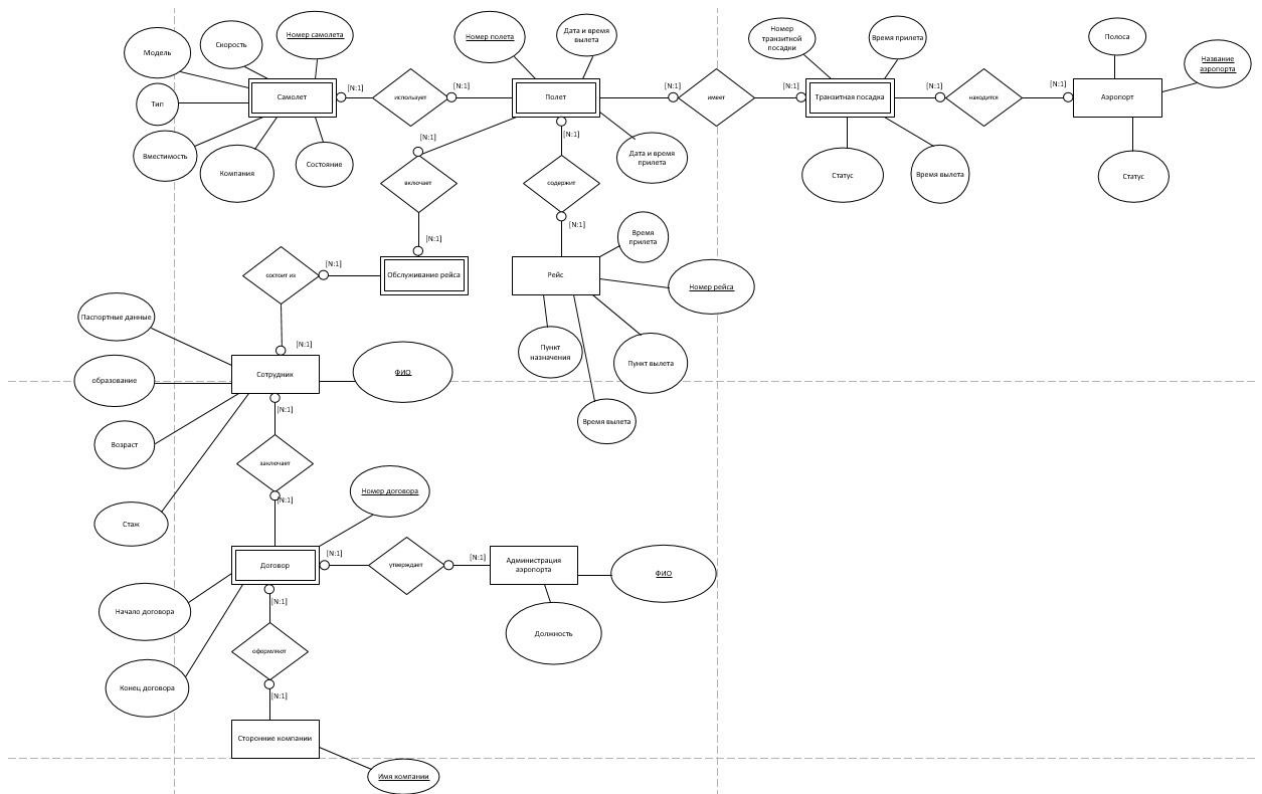 Модель
Скорость
Номер самолета
Номер полета
Дата и время
вылета
Номер
транзитной
посадки
Время прилета
Полоса
Название
аэропорта
Самолет
[N:1]
использует
[N:1]
Полет
[N:1]
имеет
[N:1]
Транзитная посадка
[N:1]
находится
[N:1]
Аэропорт
Тип
Вместимость
Компания
Состояние
[N:1]
[N:1]
Дата и время
прилета
Статус
Время вылета
Статус
включает
содержит
[N:1]
[N:1]
Время
прилета
состоит из
[N:1]
Обслуживание рейса
Рейс
Номер рейса
Паспортные данные
[N:1]
Пункт
назначения
Пункт вылета
Сотрудник
ФИО
образование
[N:1]
Время вылета
Возраст
заключает
Номер договора
[N:1]
Стаж
Договор
[N:1]
утверждает
[N:1]
Администрация
аэропорта
ФИО
[N:1]
Начало договора
Должность
оформляют
Конец договора
[N:1]
Сторонние компании
Имя компании